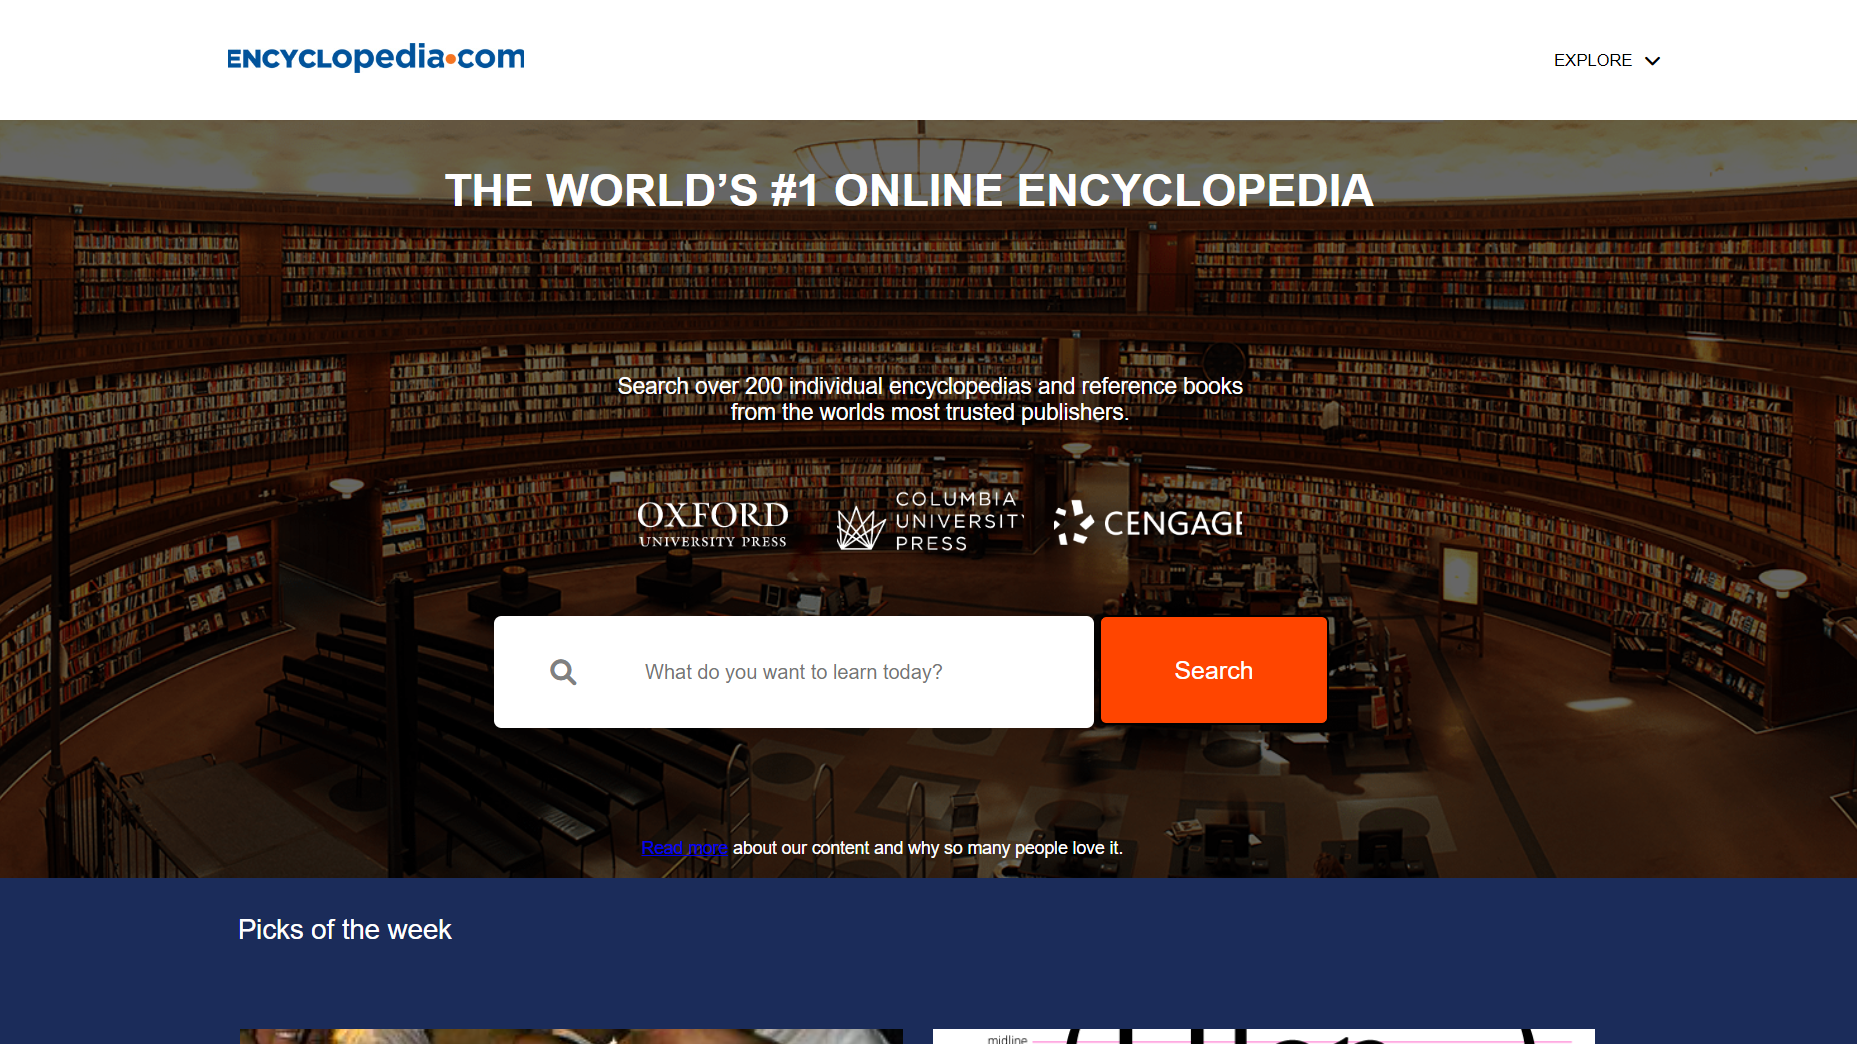 ENCYCLOpedia.com
EXPLORE
THE WORLD’S #1 ONLINE ENCYCLOPEDIA
Search over 200 individual encyclopedias and reference books
from the worlds most trusted publishers.
OXFORD
UNIVERSITY PRESS
COLUMBIA
UNIVERSITY
PRESS
CENGAGE
What do you want to learn today?
Search
Read more about our content and why so many people love it.
Picks of the week
midline